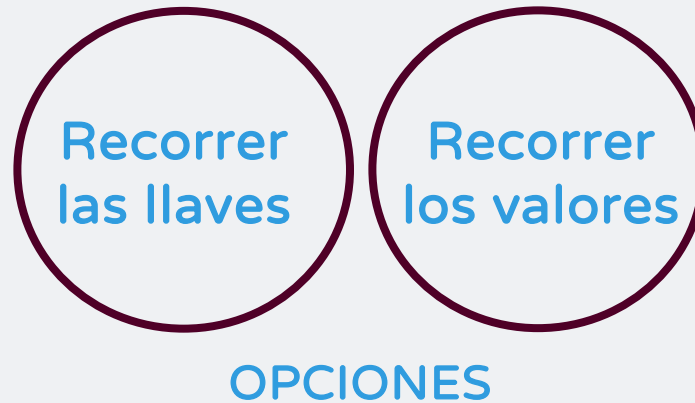 Recorrer
las llaves
Recorrer
los valores
OPCIONES